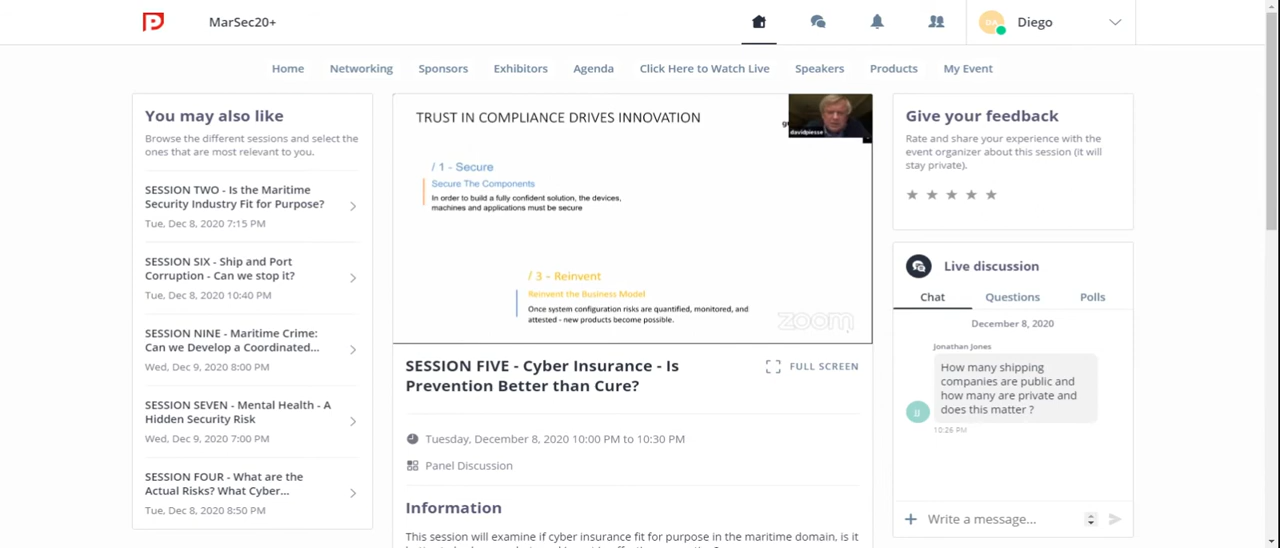 MarSec20+
DA
Diego
Home
Networking
Sponsors
Exhibitors
Agenda
Click Here to Watch Live
Speakers
Products
My Event
You may also like
Browse the different sessions and select the
ones that are most relevant to you.
SESSION TWO - Is the Maritime
Security Industry Fit for Purpose?
Tue, Dec 8, 2020 7:15 PM
SESSION SIX - Ship and Port
Corruption - Can we stop it?
Tue, Dec 8, 2020 10:40 PM
SESSION NINE - Maritime Crime:
Can we Develop a Coordinated...
Wed, Dec 9, 2020 8:00 PM
SESSION SEVEN - Mental Health - A
Hidden Security Risk
Wed, Dec 9, 2020 7:00 PM
SESSION FOUR - What are the
Actual Risks? What Cyber...
Tue, Dec 8, 2020 8:50 PM
TRUST IN COMPLIANCE DRIVES INNOVATION
davidpiesse
/ 1 - Secure
Secure The Components
In order to build a fully confident solution, the devices,
machines and applications must be secure
/ 3 - Reinvent
Reinvent the Business Model
Once system configuration risks are quantified, monitored, and
attested - new products become possible.
zoom
SESSION FIVE - Cyber Insurance - Is
Prevention Better than Cure?
FULL SCREEN
Tuesday, December 8, 2020 10:00 PM to 10:30 PM
Panel Discussion
Information
This session will examine if cyber insurance fit for purpose in the maritime domain, is it
Give your feedback
Rate and share your experience with the
event organizer about this session (it will
stay private).
Live discussion
Chat
Questions
Polls
December 8, 2020
Jonathan Jones
How many shipping
companies are public and
how many are private and
does this matter ?
JJ
10:26 PM
Write a message...